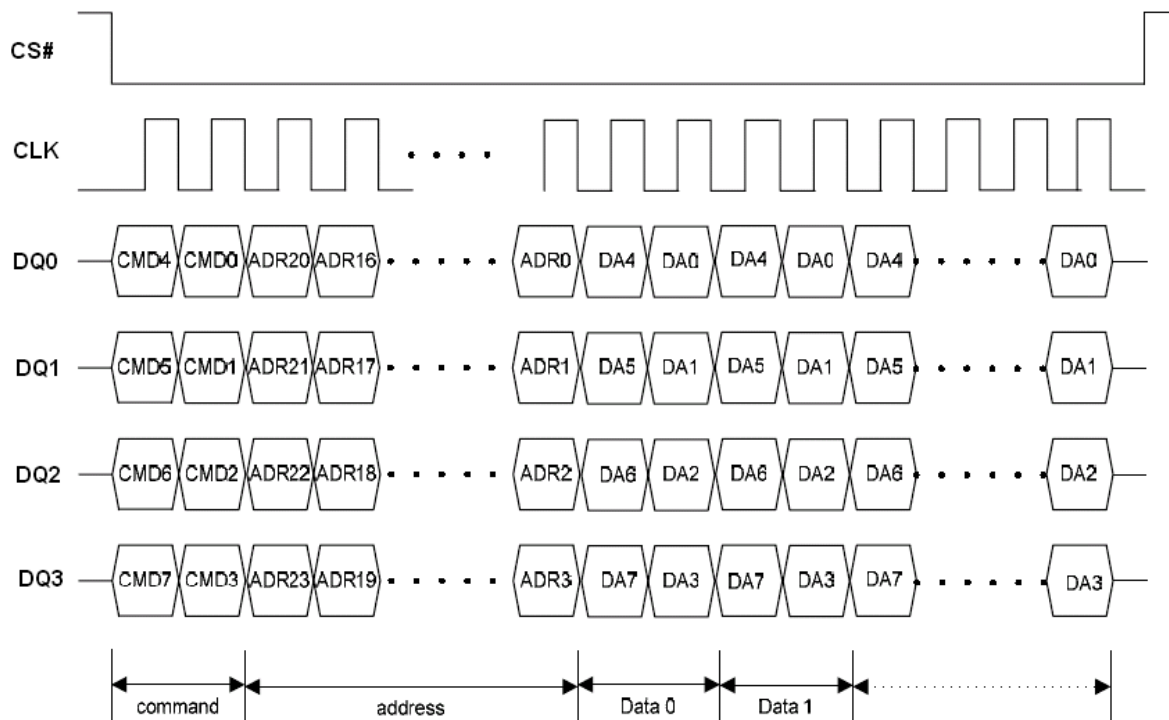 CS#
CLK
DQ0 CMD4 CMD0 ADR20 ADR16 ADR0 DA4 DA0 DA4 DA0 DA4 DA0
DQ1 CMD5 CMD1 ADR21 ADR17 ADR1 DA5 DA1 DA5 DA1 DA5 DA1
DQ2 CMD6 CMD2 ADR22 ADR18 ADR2 DA6 DA2 DA6 DA2 DA6 DA2
DQ3 CMD7 CMD3 ADR23 ADR19 ADR3 DA7 DA3 DA7 DA3 DA7 DA3
command address Data 0 Data 1